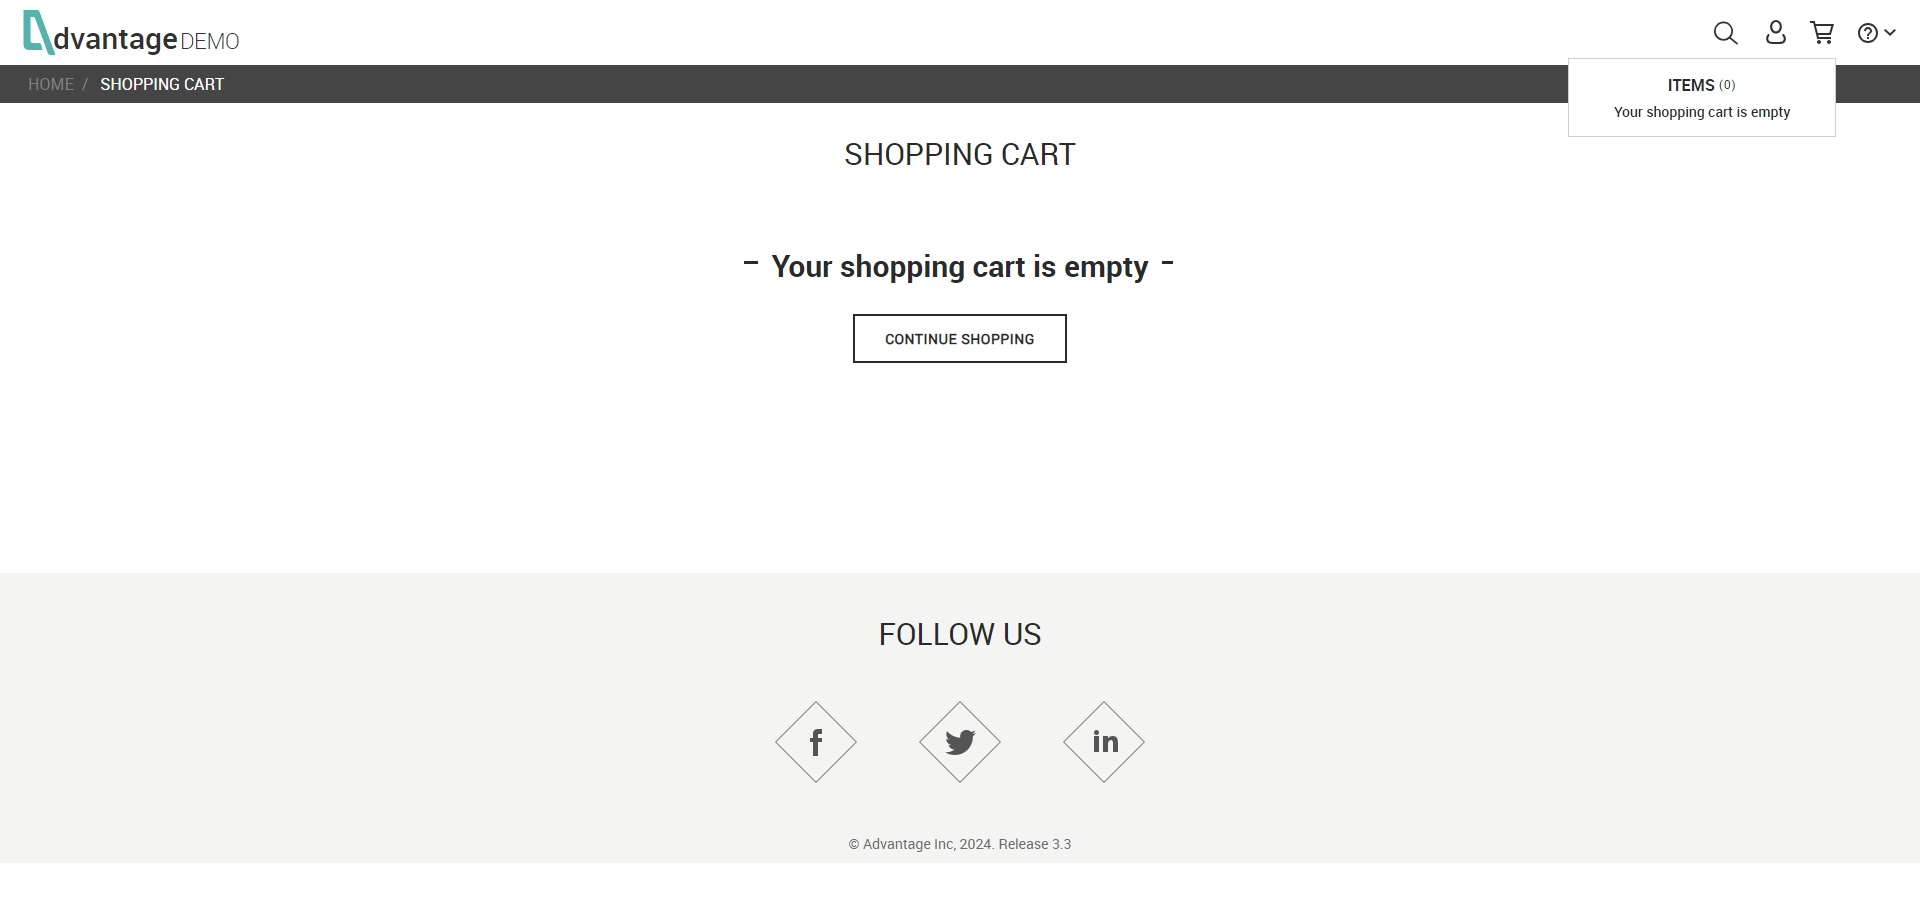 dvantage DEMO
HOME / SHOPPING CART
ITEMS (0)
Your shopping cart is empty
SHOPPING CART
Your shopping cart is empty
CONTINUE SHOPPING
FOLLOW US
f
in
© Advantage Inc, 2024. Release 3.3